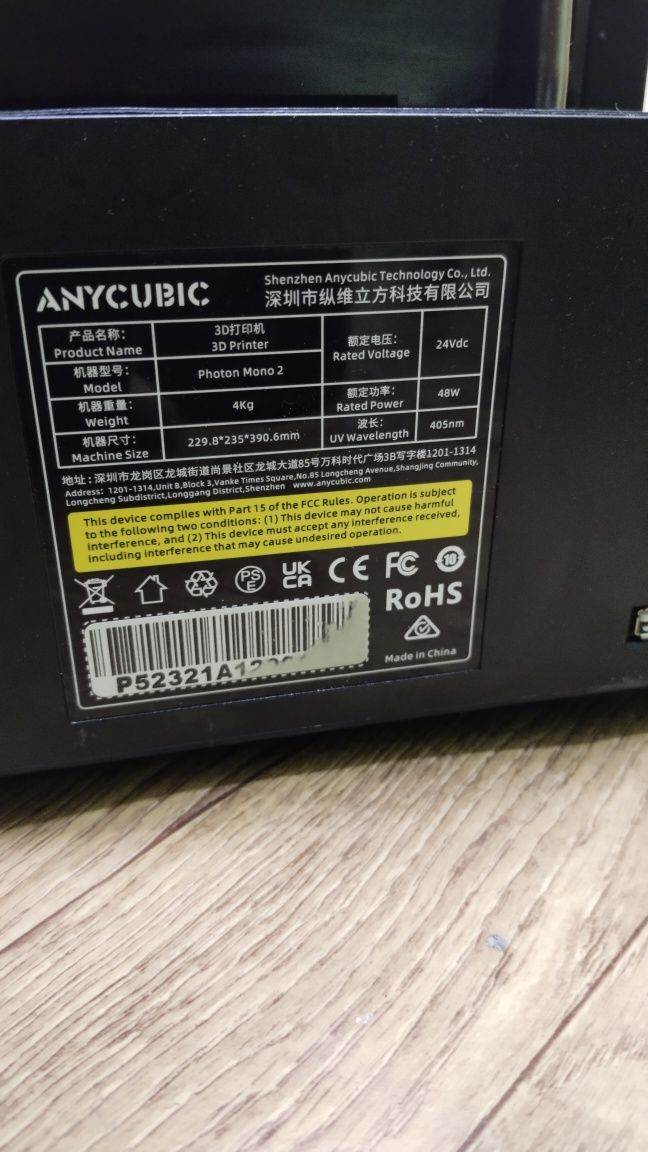 ANYCUBIC
Shenzhen Anycubic Technology Co., Ltd.
深圳市纵维立方科技有限公司
产品名称：
Product Name
3D打印机
3D Printer
额定电压：
Rated Voltage
24Vdc
机器型号：
Model
Photon Mono 2
机器重量：
Weight
4Kg
额定功率：
Rated Power
48W
机器尺寸：
Machine Size
229.8*235*390.6mm
波长：
UV Wavelength
405nm
地址：深圳市龙岗区龙城街道尚景社区龙城大道85号万科时代广场3B写字楼1201-1314
Address：1201-1314,Unit B,Block 3,Vanke Times Square,No.85 Longcheng Avenue,Shangjing Community,
Longcheng Subdistrict,Longgang District,Shenzhen www.anycubic.com
This device complies with Part 15 of the FCC Rules. Operation is subject
to the following two conditions: (1) This device may not cause harmful
interference, and (2) This device must accept any interference received,
including interference that may cause undesired operation.
PS
E
UK
CA
CE
FC
10
RoHS
P52321A1
Made in China